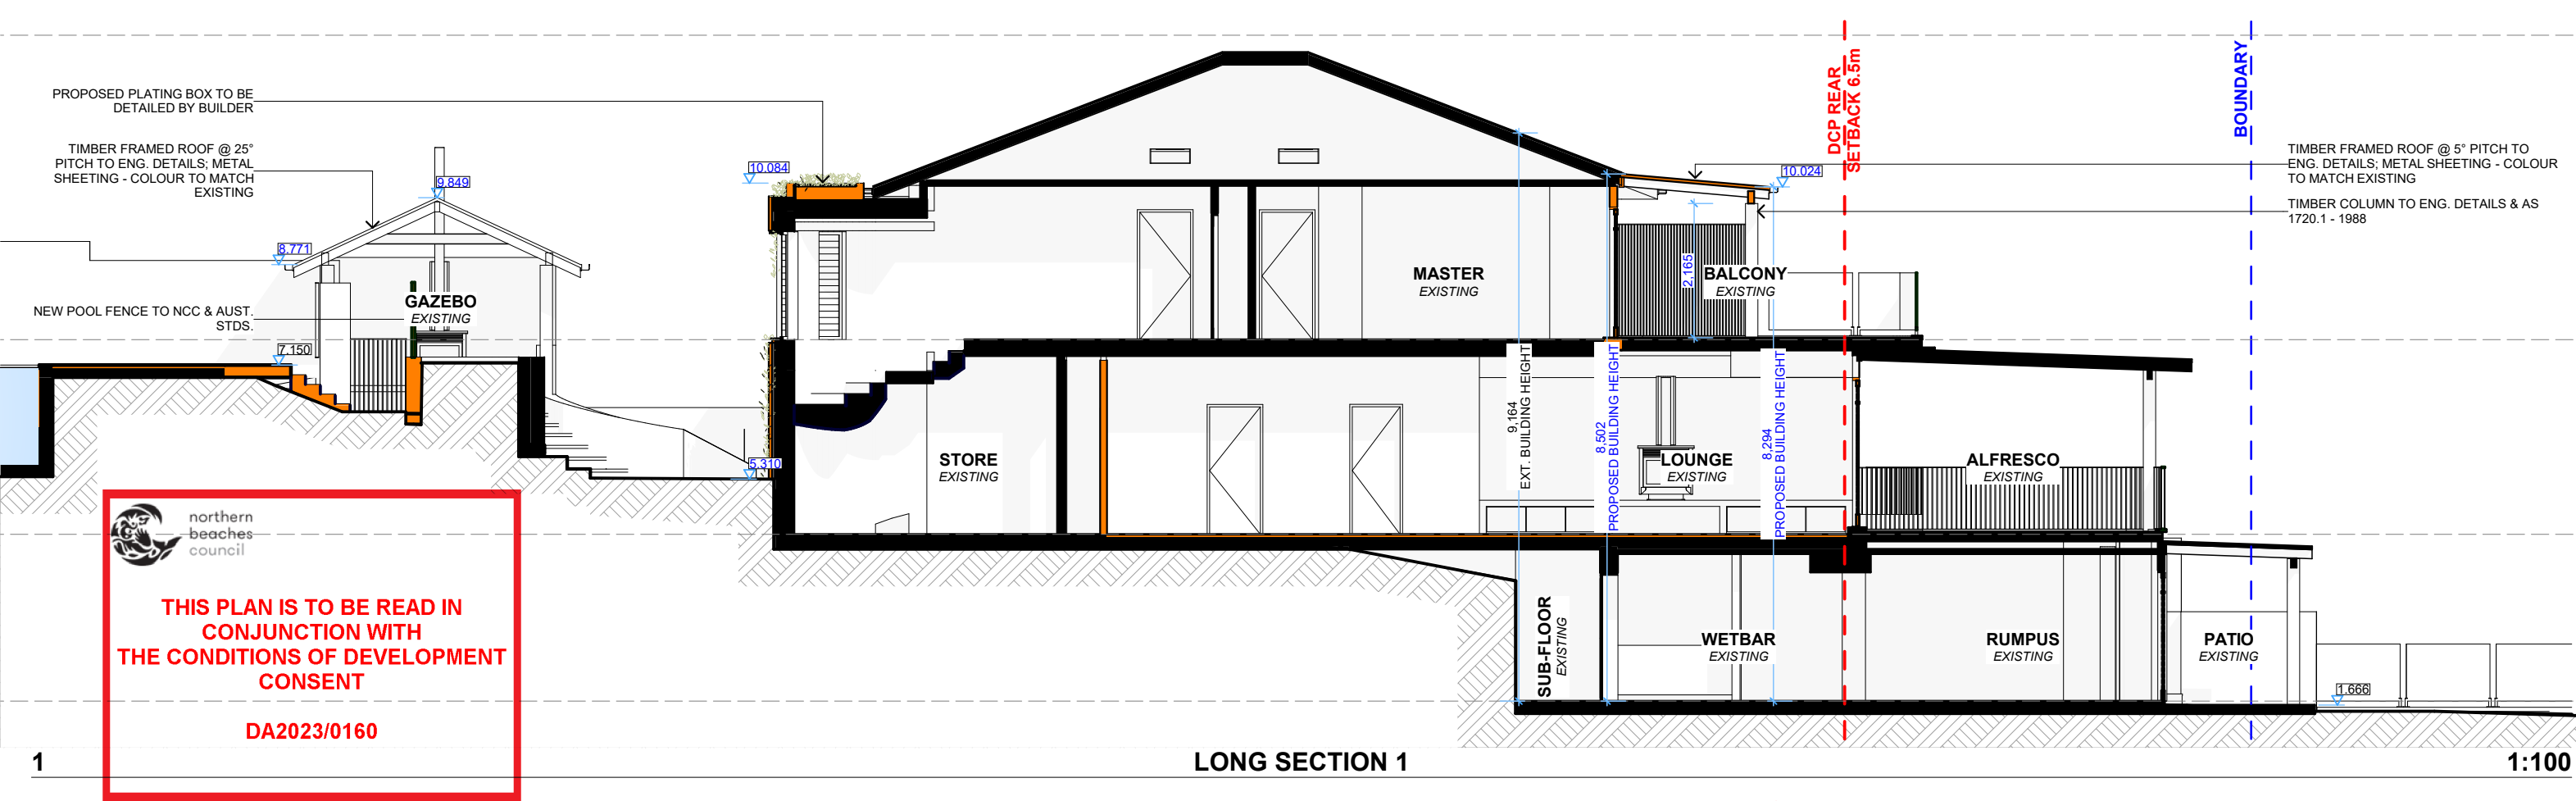 PROPOSED PLATING BOX TO BE
DETAILED BY BUILDER
TIMBER FRAMED ROOF @ 25°
PITCH TO ENG. DETAILS; METAL
SHEETING - COLOUR TO MATCH
EXISTING
NEW POOL FENCE TO NCC & AUST.
STDS.
9.849
8.771
7.150
GAZEBO
EXISTING
10.084
5.310
STORE
EXISTING
MASTER
EXISTING
9,164
EXT. BUILDING HEIGHT
8,502
PROPOSED BUILDING HEIGHT
8,294
PROPOSED BUILDING HEIGHT
2,165
BALCONY
EXISTING
10.024
DCP REAR
SETBACK 6.5m
BOUNDARY
TIMBER FRAMED ROOF @ 5° PITCH TO
ENG. DETAILS; METAL SHEETING - COLOUR
TO MATCH EXISTING
TIMBER COLUMN TO ENG. DETAILS & AS
1720.1 - 1988
LOUNGE
EXISTING
ALFRESCO
EXISTING
SUB-FLOOR
EXISTING
WETBAR
EXISTING
RUMPUS
EXISTING
PATIO
EXISTING
1.666
northern
beaches
council
THIS PLAN IS TO BE READ IN
CONJUNCTION WITH
THE CONDITIONS OF DEVELOPMENT
CONSENT
DA2023/0160
1
LONG SECTION 1
1:100